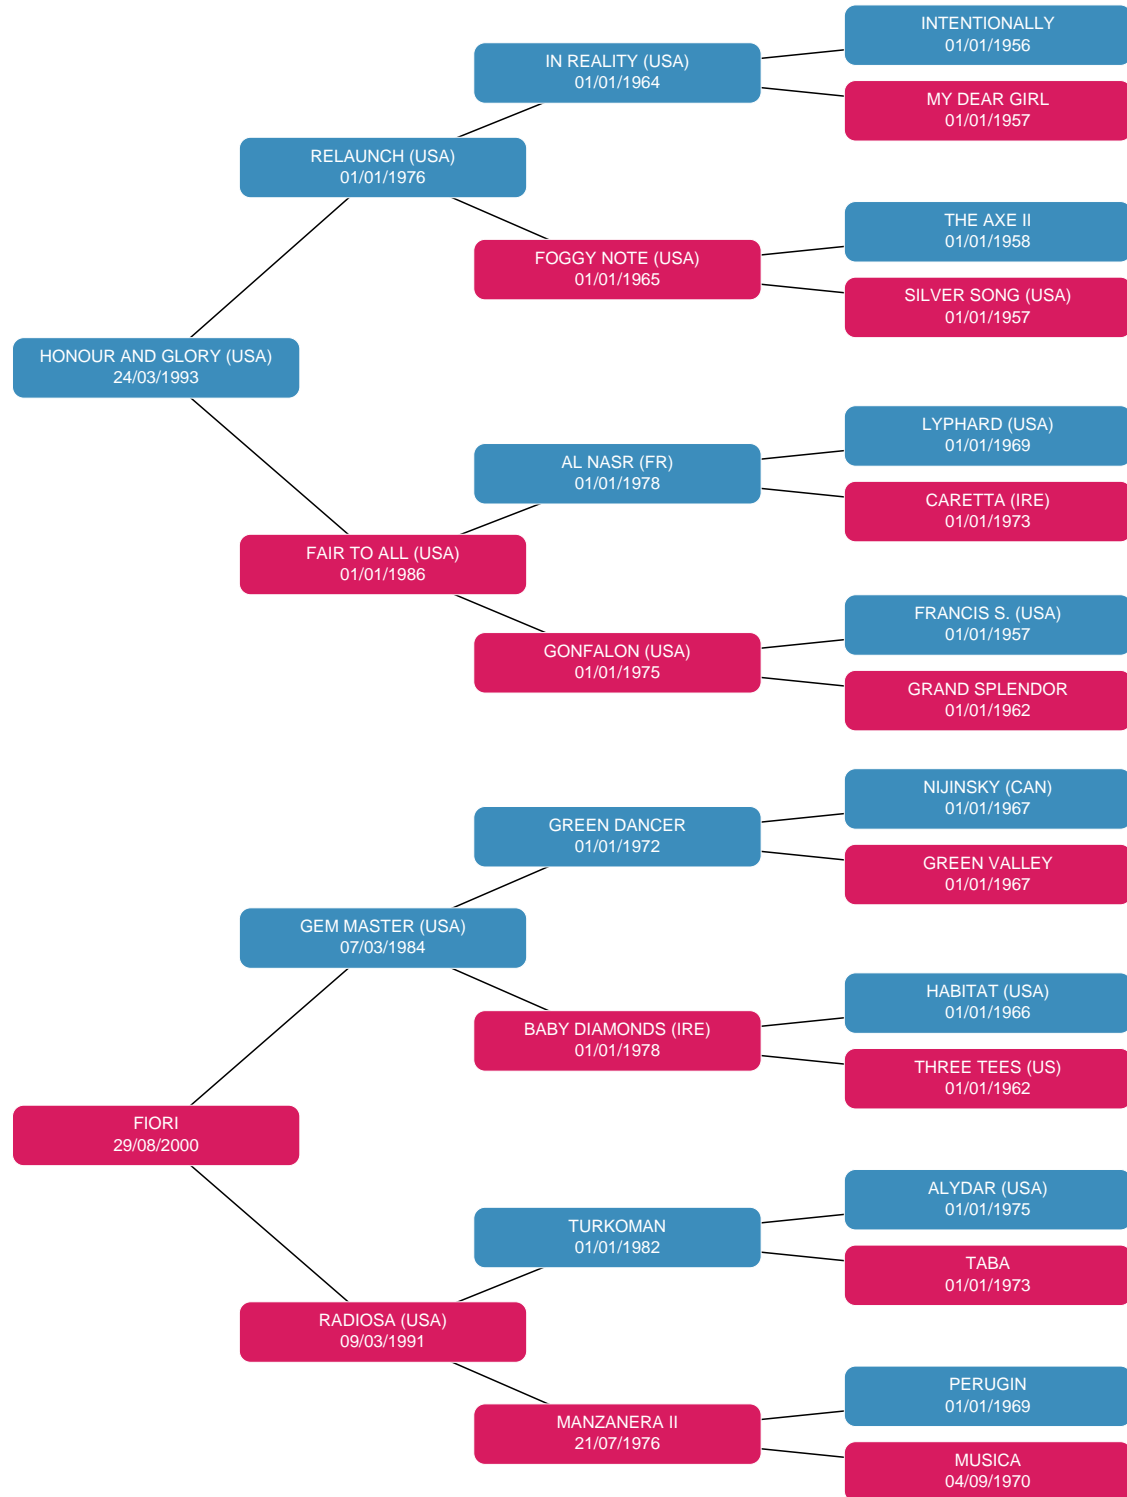 INTENTIONALLY
01/01/1956
IN REALITY (USA)
01/01/1964
MY DEAR GIRL
01/01/1957
RELAUNCH (USA)
01/01/1976
THE AXE II
01/01/1958
FOGGY NOTE (USA)
01/01/1965
SILVER SONG (USA)
01/01/1957
HONOUR AND GLORY (USA)
24/03/1993
LYPHARD (USA)
01/01/1969
AL NASR (FR)
01/01/1978
CARETTA (IRE)
01/01/1973
FAIR TO ALL (USA)
01/01/1986
FRANCIS S. (USA)
01/01/1957
GONFALON (USA)
01/01/1975
GRAND SPLENDOR
01/01/1962
NIJINSKY (CAN)
01/01/1967
GREEN DANCER
01/01/1972
GREEN VALLEY
01/01/1967
GEM MASTER (USA)
07/03/1984
HABITAT (USA)
01/01/1966
BABY DIAMONDS (IRE)
01/01/1978
THREE TEES (US)
01/01/1962
FIORI
29/08/2000
ALYDAR (USA)
01/01/1975
TURKOMAN
01/01/1982
TABA
01/01/1973
RADIOSA (USA)
09/03/1991
PERUGIN
01/01/1969
MANZANERA II
21/07/1976
MUSICA
04/09/1970